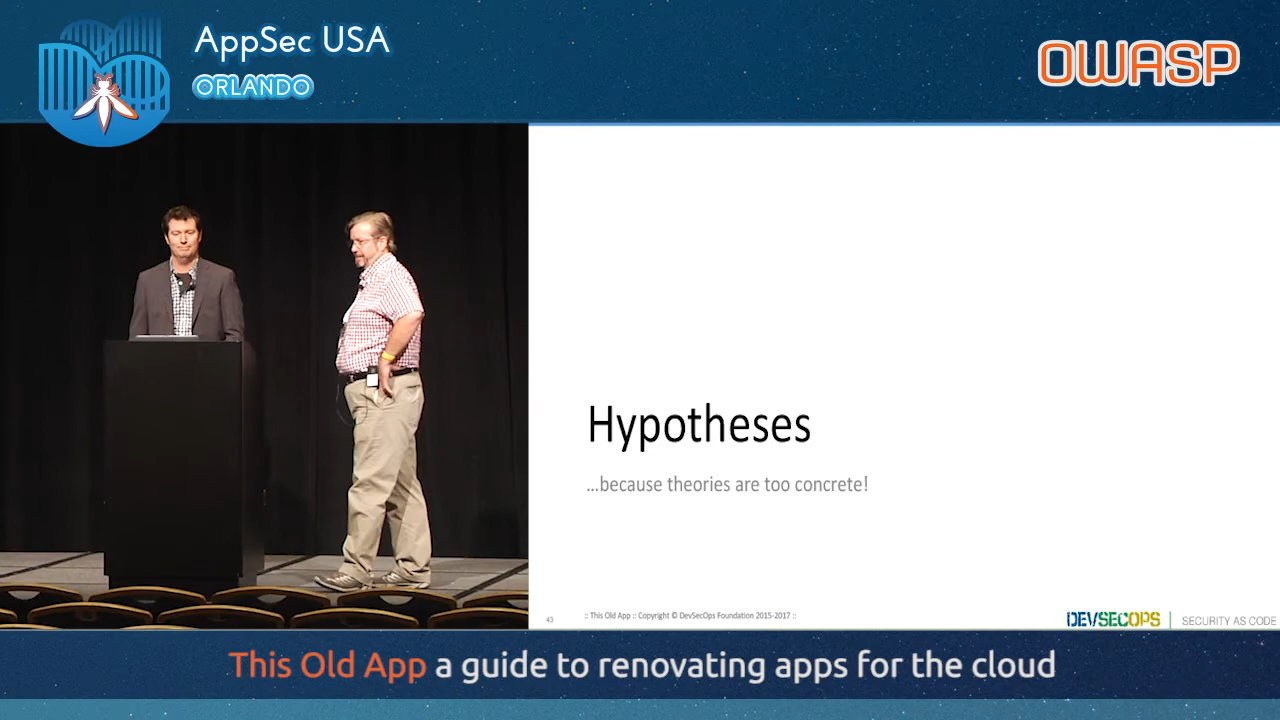 AppSec USA
ORLANDO
OWASP
Hypotheses
...because theories are too concrete!
43
:: This Old App :: Copyright © DevSecOps Foundation 2015-2017 ::
DEVSECOPS | SECURITY AS CODE
This Old App a guide to renovating apps for the cloud